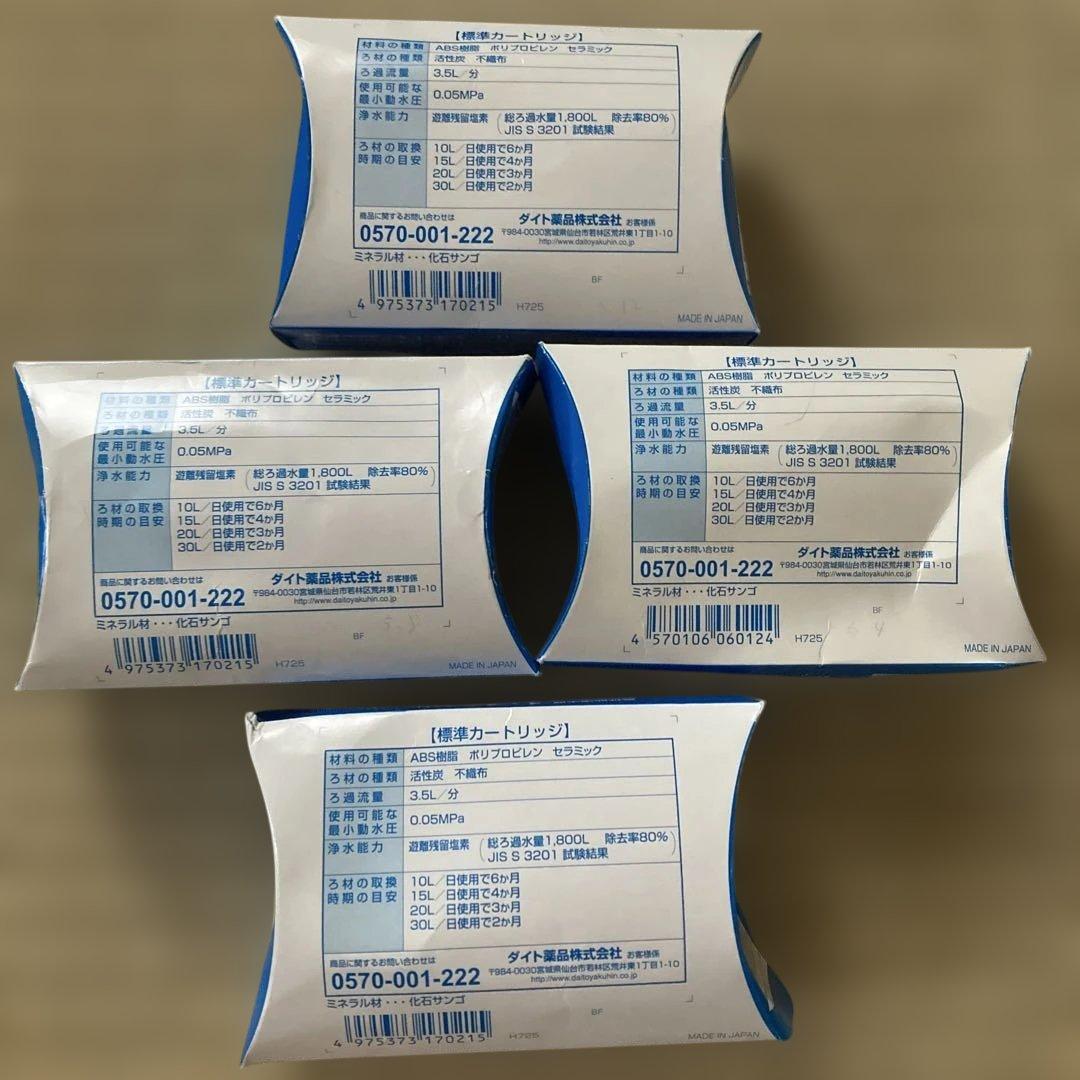 【標準カートリッジ】
材料の種類 ABS樹脂 ポリプロピレン セラミック
ろ材の種類 活性炭 不織布
ろ過流量 3.5L/分
使用可能な
最小動水圧 0.05MPa
浄水能力 遊離残留塩素 (総ろ過水量1,800L 除去率80%
JIS S 3201 試験結果)
ろ材の取換
時期の目安
10L/日使用で6か月
15L/日使用で4か月
20L/日使用で3か月
30L/日使用で2か月
商品に関するお問い合わせは
0570-001-222
ダイト薬品株式会社 お客様係
〒984-0030宮城県仙台市若林区荒井東1丁目1-10
http://www.daitoyakuhin.co.jp
ミネラル材・・・化石サンゴ
BF
4 975373 170215
H725
MADE IN JAPAN
【標準カートリッジ】
材料の種類 ABS樹脂 ポリプロピレン セラミック
ろ材の種類 活性炭 不織布
ろ過流量 3.5L/分
使用可能な
最小動水圧 0.05MPa
浄水能力 遊離残留塩素 (総ろ過水量1,800L 除去率80%
JIS S 3201 試験結果)
ろ材の取換
時期の目安
10L/日使用で6か月
15L/日使用で4か月
20L/日使用で3か月
30L/日使用で2か月
商品に関するお問い合わせは
0570-001-222
ダイト薬品株式会社 お客様係
〒984-0030宮城県仙台市若林区荒井東1丁目1-10
http://www.daitoyakuhin.co.jp
ミネラル材・・・化石サンゴ
BF
4 975373 170215
H725
MADE IN JAPAN
【標準カートリッジ】
材料の種類 ABS樹脂 ポリプロピレン セラミック
ろ材の種類 活性炭 不織布
ろ過流量 3.5L/分
使用可能な
最小動水圧 0.05MPa
浄水能力 遊離残留塩素 (総ろ過水量1,800L 除去率80%
JIS S 3201 試験結果)
ろ材の取換
時期の目安
10L/日使用で6か月
15L/日使用で4か月
20L/日使用で3か月
30L/日使用で2か月
商品に関するお問い合わせは
0570-001-222
ダイト薬品株式会社 お客様係
〒984-0030宮城県仙台市若林区荒井東1丁目1-10
http://www.daitoyakuhin.co.jp
ミネラル材・・・化石サンゴ
BF
4 570106 060124
H725
MADE IN JAPAN
【標準カートリッジ】
材料の種類 ABS樹脂 ポリプロピレン セラミック
ろ材の種類 活性炭 不織布
ろ過流量 3.5L/分
使用可能な
最小動水圧 0.05MPa
浄水能力 遊離残留塩素 (総ろ過水量1,800L 除去率80%
JIS S 3201 試験結果)
ろ材の取換
時期の目安
10L/日使用で6か月
15L/日使用で4か月
20L/日使用で3か月
30L/日使用で2か月
商品に関するお問い合わせは
0570-001-222
ダイト薬品株式会社 お客様係
〒984-0030宮城県仙台市若林区荒井東1丁目1-10
http://www.daitoyakuhin.co.jp
ミネラル材・・・化石サンゴ
BF
4 975373 170215
H725
MADE IN JAPAN